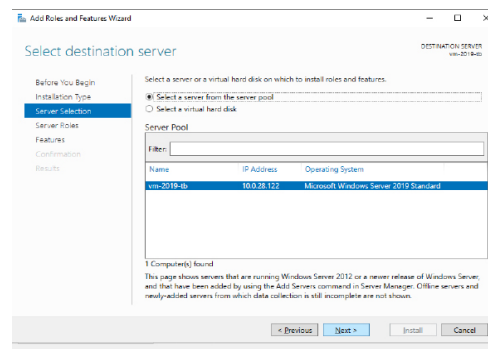 Add Roles and Features Wizard
Select destination server
DESTINATION SERVER
vm-2019-tb
Before You Begin
Installation Type
Server Selection
Server Roles
Features
Confirmation
Results
Select a server or a virtual hard disk on which to install roles and features.
Select a server from the server pool
Select a virtual hard disk
Server Pool
Filter:
Name IP Address Operating System
vm-2019-tb 10.0.28.122 Microsoft Windows Server 2019 Standard
1 Computer(s) found
This page shows servers that are running Windows Server 2012 or a newer release of Windows Server,
and that have been added by using the Add Servers command in Server Manager. Offline servers and
newly-added servers from which data collection is still incomplete are not shown.
< Previous Next > Install Cancel